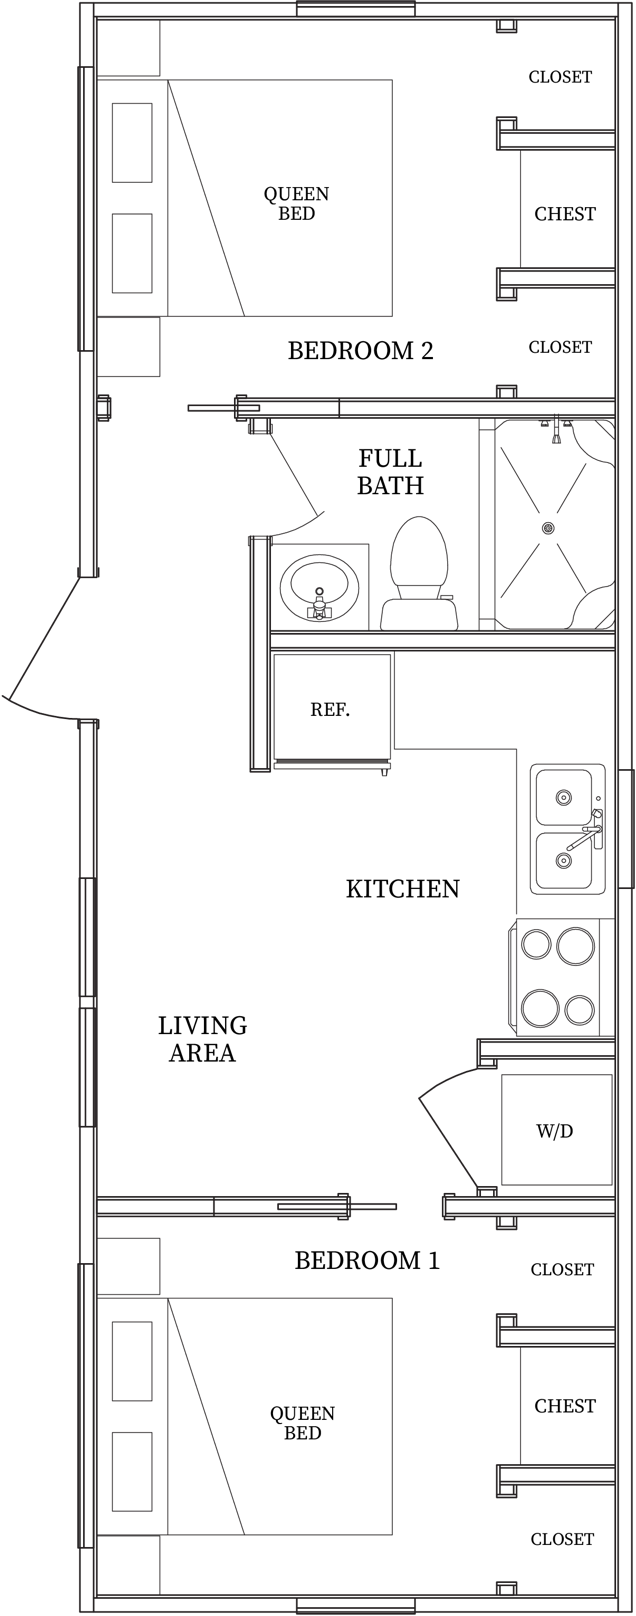 CLOSET
QUEEN
BED
CHEST
BEDROOM 2
CLOSET
FULL
BATH
REF.
KITCHEN
LIVING
AREA
W/D
BEDROOM 1
CLOSET
QUEEN
BED
CHEST
CLOSET